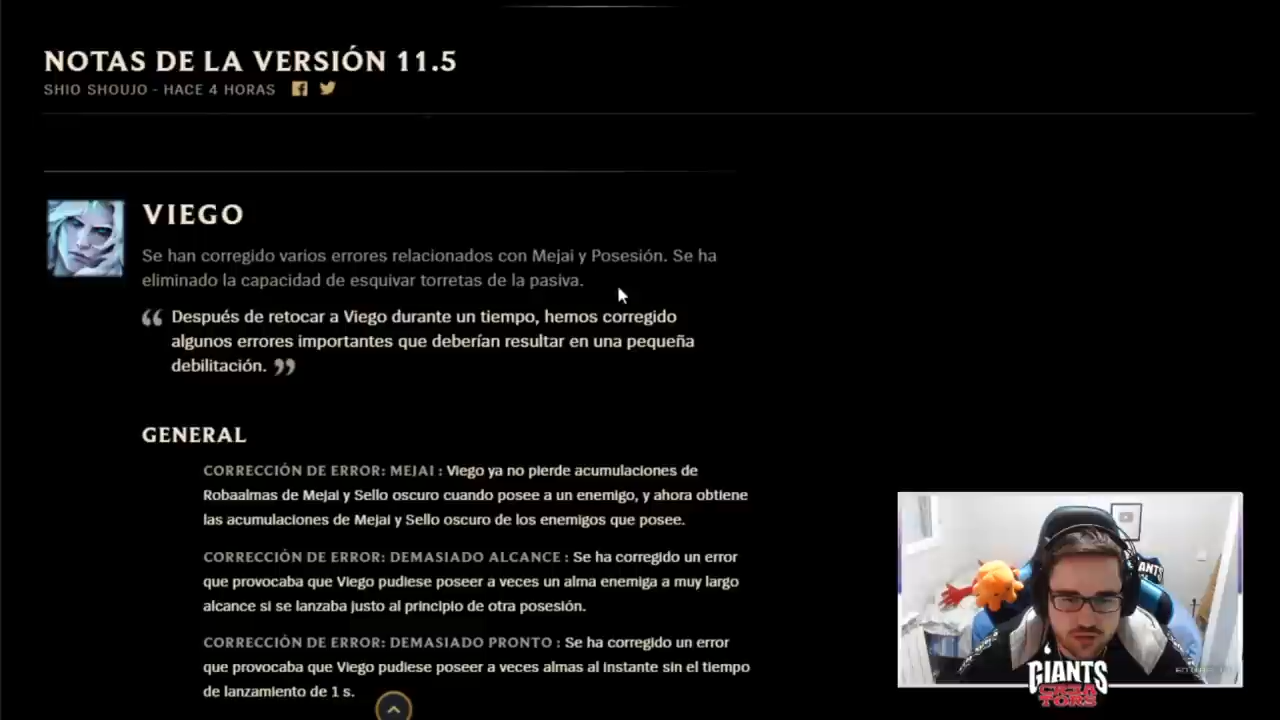 NOTAS DE LA VERSIÓN 11.5
SHIO SHOUJO - HACE 4 HORAS
VIEGO
Se han corregido varios errores relacionados con Mejai y Posesión. Se ha
eliminado la capacidad de esquivar torretas de la pasiva.
“ Después de retocar a Viego durante un tiempo, hemos corregido
algunos errores importantes que deberían resultar en una pequeña
debilitación. ”
GENERAL
CORRECCIÓN DE ERROR: MEJAI : Viego ya no pierde acumulaciones de
Robaalmas de Mejai y Sello oscuro cuando posee a un enemigo, y ahora obtiene
las acumulaciones de Mejai y Sello oscuro de los enemigos que posee.
CORRECCIÓN DE ERROR: DEMASIADO ALCANCE : Se ha corregido un error
que provocaba que Viego pudiese poseer a veces un alma enemiga a muy largo
alcance si se lanzaba justo al principio de otra posesión.
CORRECCIÓN DE ERROR: DEMASIADO PRONTO : Se ha corregido un error
que provocaba que Viego pudiese poseer a veces almas al instante sin el tiempo
de lanzamiento de 1 s.
ANTS
GIANTS
CR3A
TORS